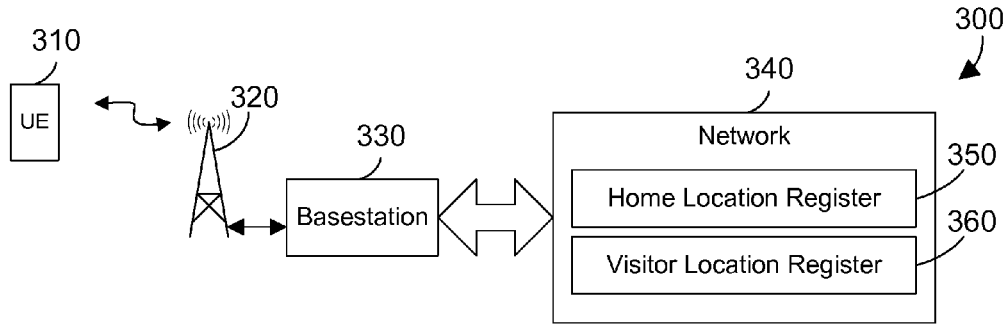 300
310
UE
320
330
Basestation
340
Network
Home Location Register
350
Visitor Location Register
360